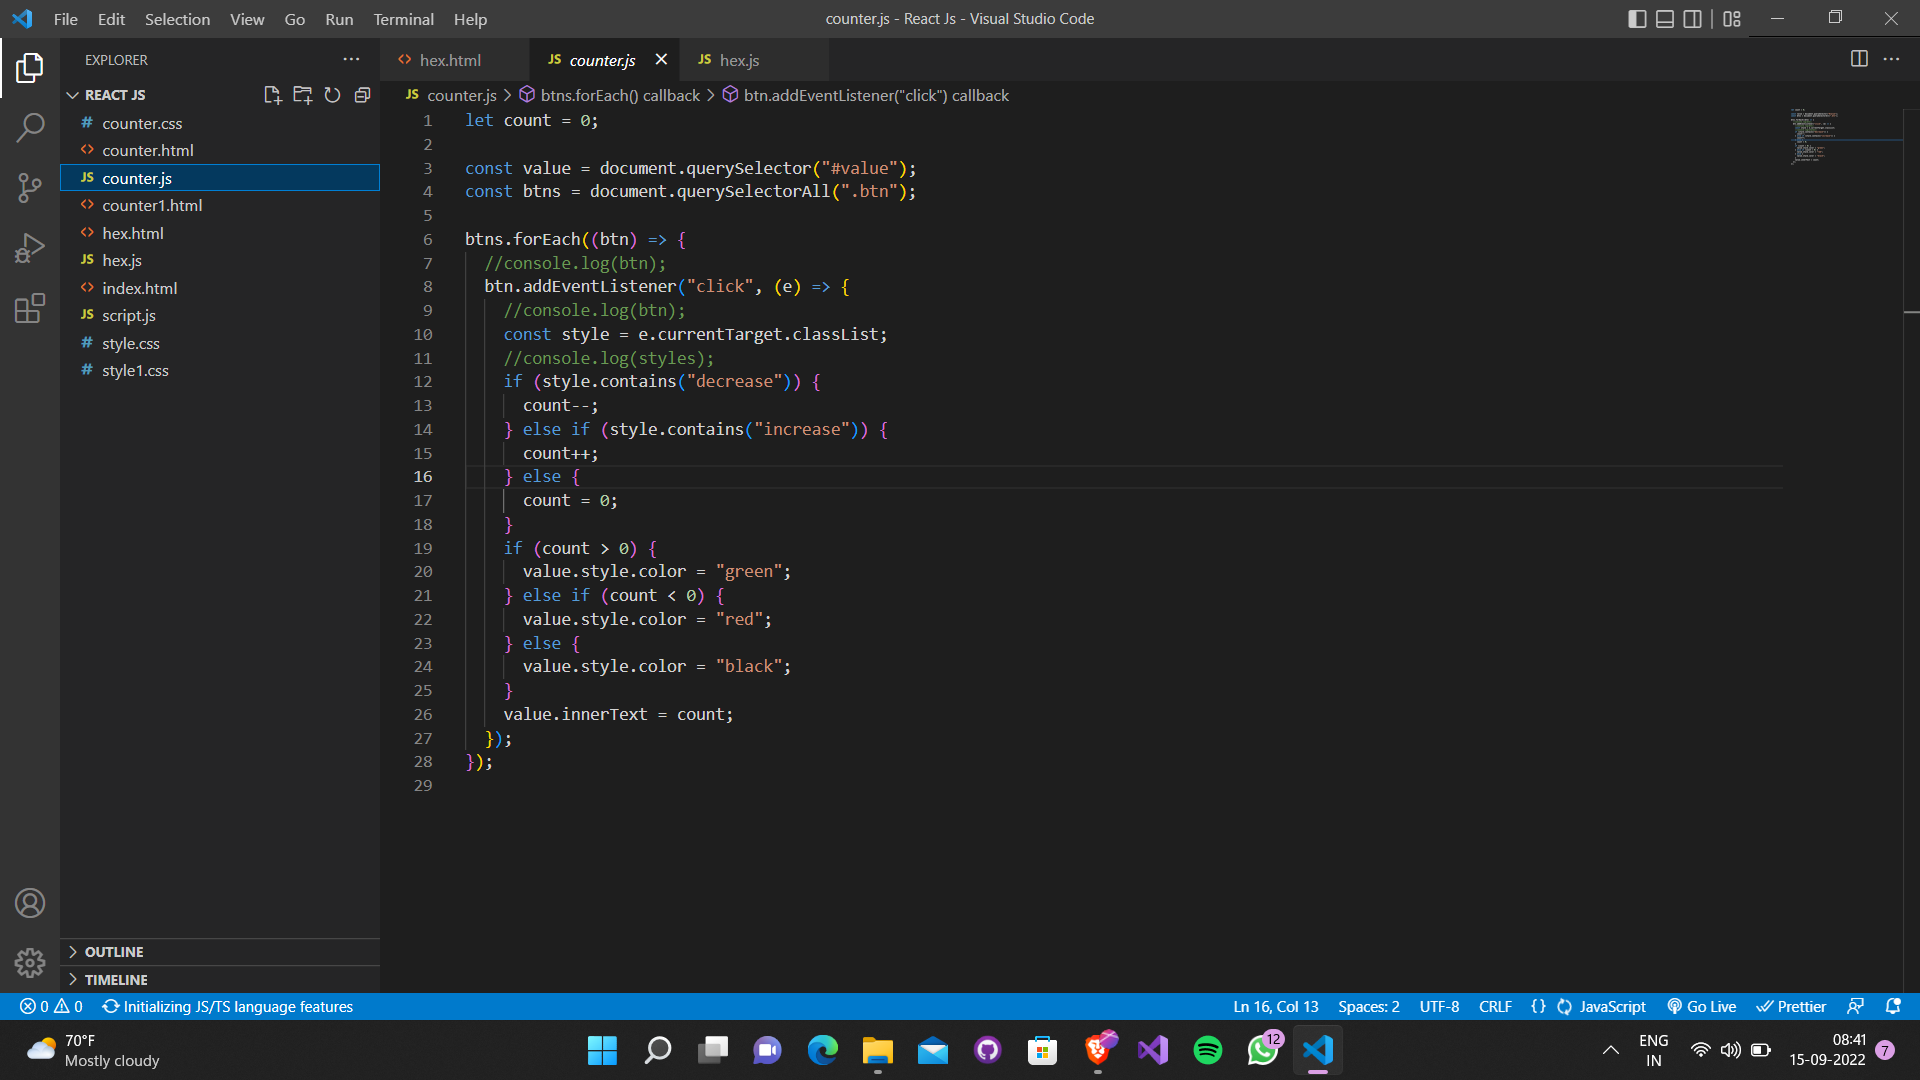 File Edit Selection View Go Run Terminal Help
counter.js - React Js - Visual Studio Code
EXPLORER
REACT JS
# counter.css
<> counter.html
JS counter.js
<> counter1.html
<> hex.html
JS hex.js
<> index.html
JS script.js
# style.css
# style1.css
OUTLINE
TIMELINE
<> hex.html JS counter.js JS hex.js
JS counter.js > btns.forEach() callback > btn.addEventListener("click") callback
1 let count = 0;
2
3 const value = document.querySelector("#value");
4 const btns = document.querySelectorAll(".btn");
5
6 btns.forEach((btn) => {
7 //console.log(btn);
8 btn.addEventListener("click", (e) => {
9 //console.log(btn);
10 const style = e.currentTarget.classList;
11 //console.log(styles);
12 if (style.contains("decrease")) {
13 count--;
14 } else if (style.contains("increase")) {
15 count++;
16 } else {
17 count = 0;
18 }
19 if (count > 0) {
20 value.style.color = "green";
21 } else if (count < 0) {
22 value.style.color = "red";
23 } else {
24 value.style.color = "black";
25 }
26 value.innerText = count;
27 });
28 });
29
0 0 Initializing JS/TS language features
Ln 16, Col 13 Spaces: 2 UTF-8 CRLF {} JavaScript Go Live Prettier
70°F
Mostly cloudy
12
ENG
IN
08:41
15-09-2022
7